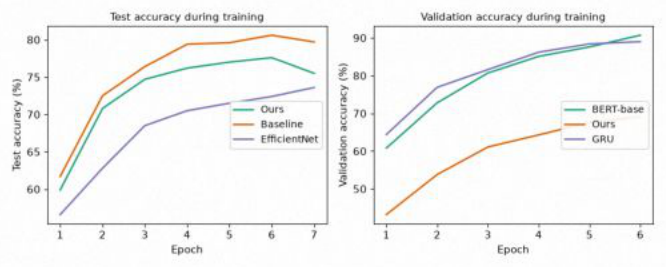 Test accuracy during training
Test accuracy (%)
80
75
70
65
60
Ours
Baseline
EfficientNet
1 2 3 4 5 6 7
Epoch
Validation accuracy during training
Validation accuracy (%)
90
80
70
60
50
BERT-base
Ours
GRU
1 2 3 4 5 6
Epoch